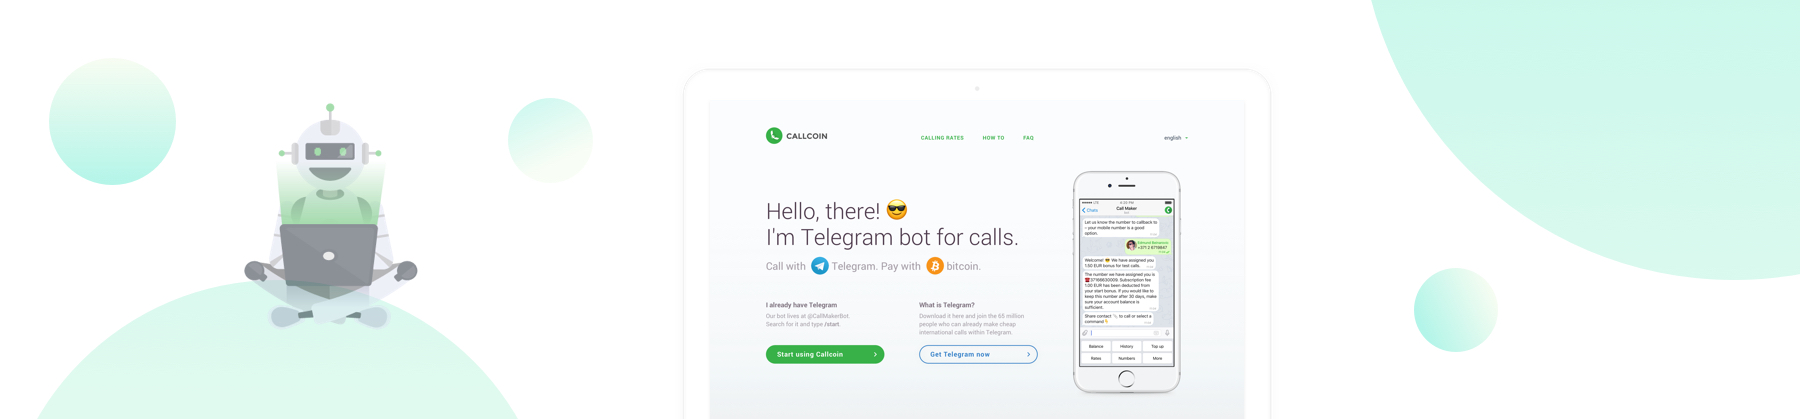 CALLCOIN
CALLING RATES
HOW TO
FAQ
english
Hello, there! 😎
I'm Telegram bot for calls.
Call with Telegram. Pay with bitcoin.
I already have Telegram
Our bot lives at @CallMakerBot.
Search for it and type /start.
Start using Callcoin
What is Telegram?
Download it here and join the 65 million
people who can already make cheap
international calls within Telegram.
Get Telegram now
Chats
Call Maker
Let us know the number to callback to
– your mobile number is a good
option.
Welcome! 😎 We have assigned you
1.50 EUR bonus for test calls
The number we have assigned you is
Subscription fee
1.00 EUR has been deducted from
your start bonus. If you would like to
keep this number after 30 days, make
sure your account balance is
sufficient.
Share contact 📎 to call or select a
command 👇
Balance
History
Top up
Rates
Numbers
More